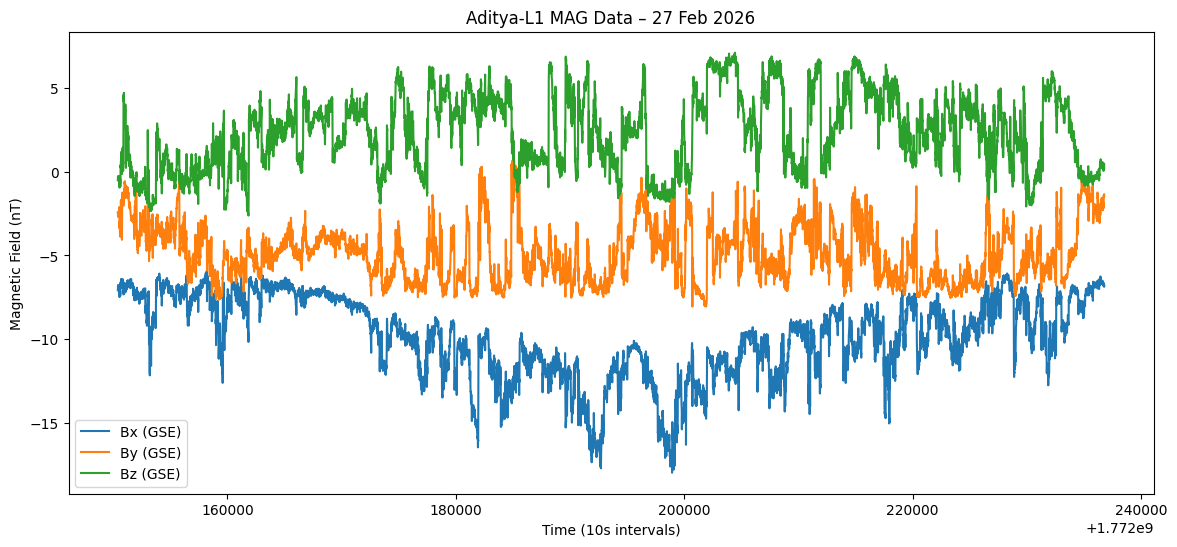 Aditya-L1 MAG Data – 27 Feb 2026
Magnetic Field (nT)
5
0
−5
−10
−15
Bx (GSE)
By (GSE)
Bz (GSE)
160000 180000 200000 220000 240000
+1.772e9
Time (10s intervals)